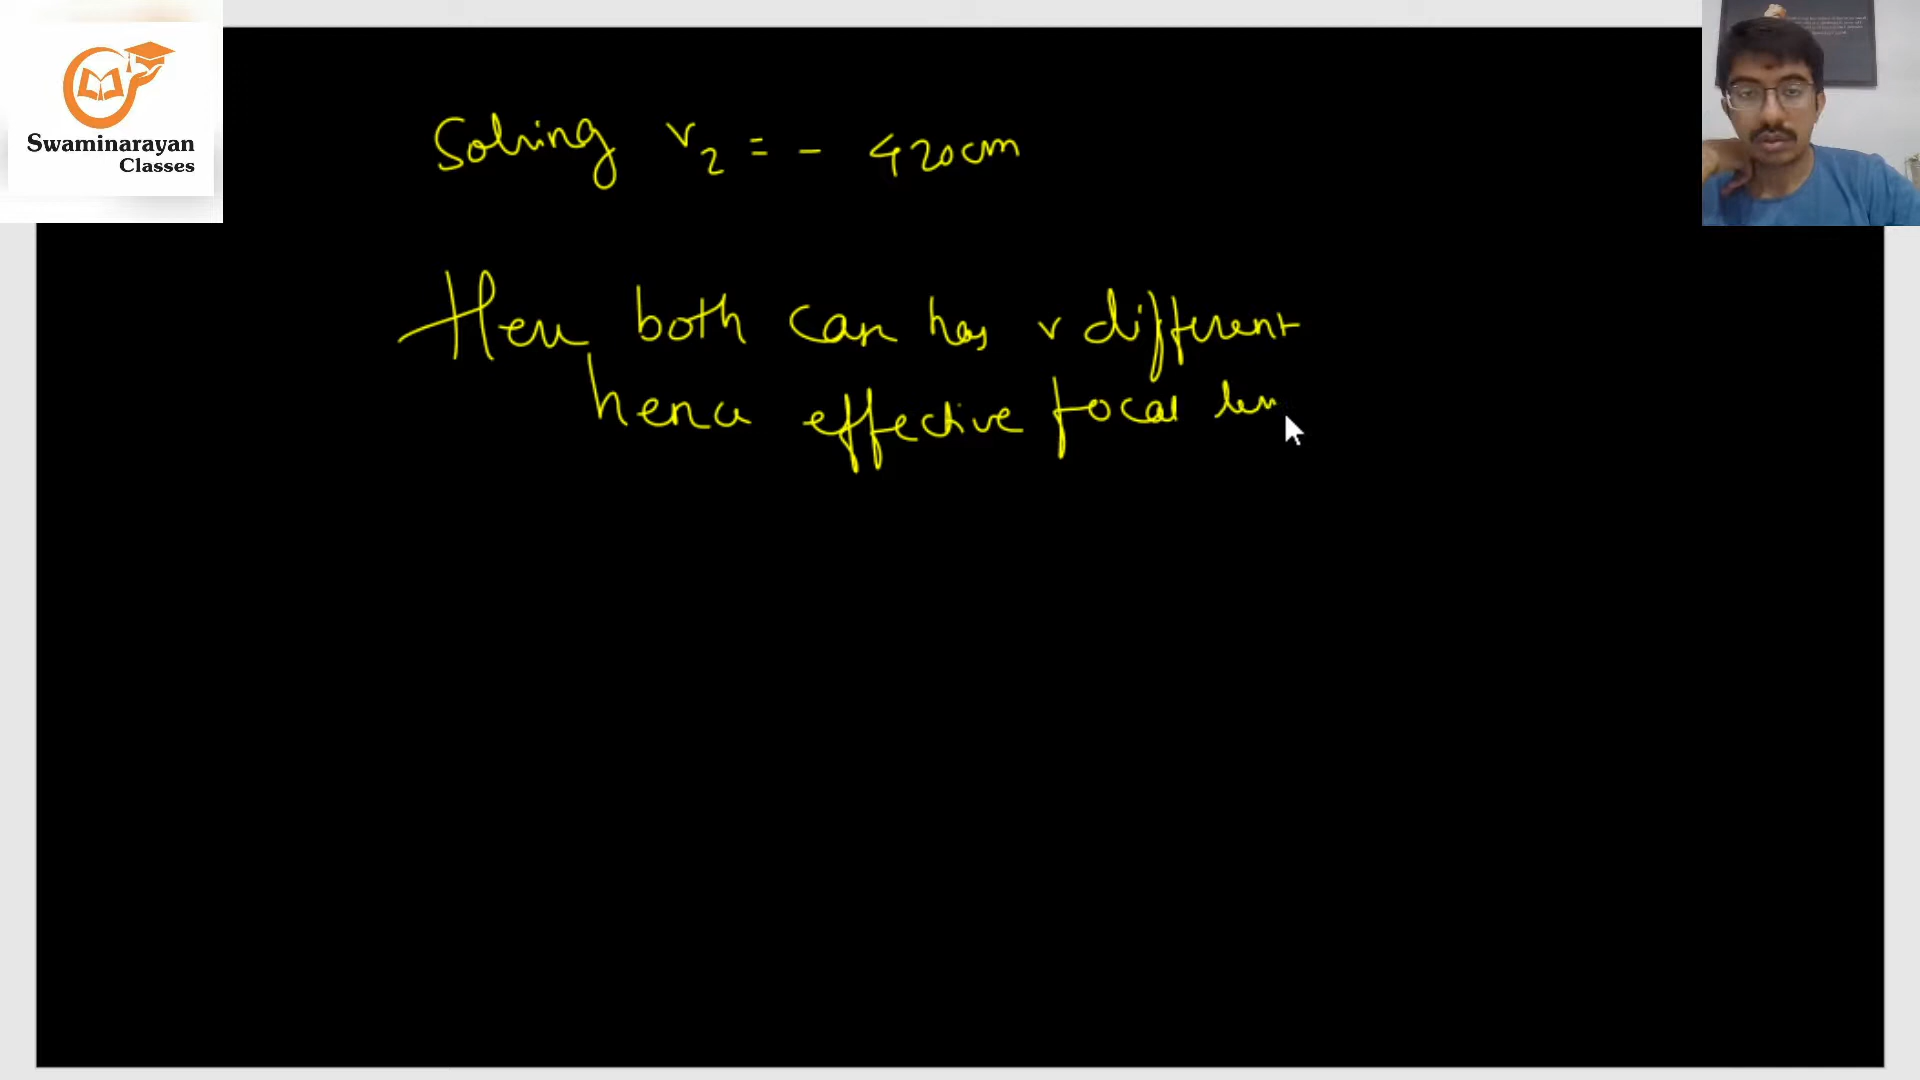 Swaminarayan
Classes
Solving v₂ = - 420cm
Here both can has v different
hence effective focal len